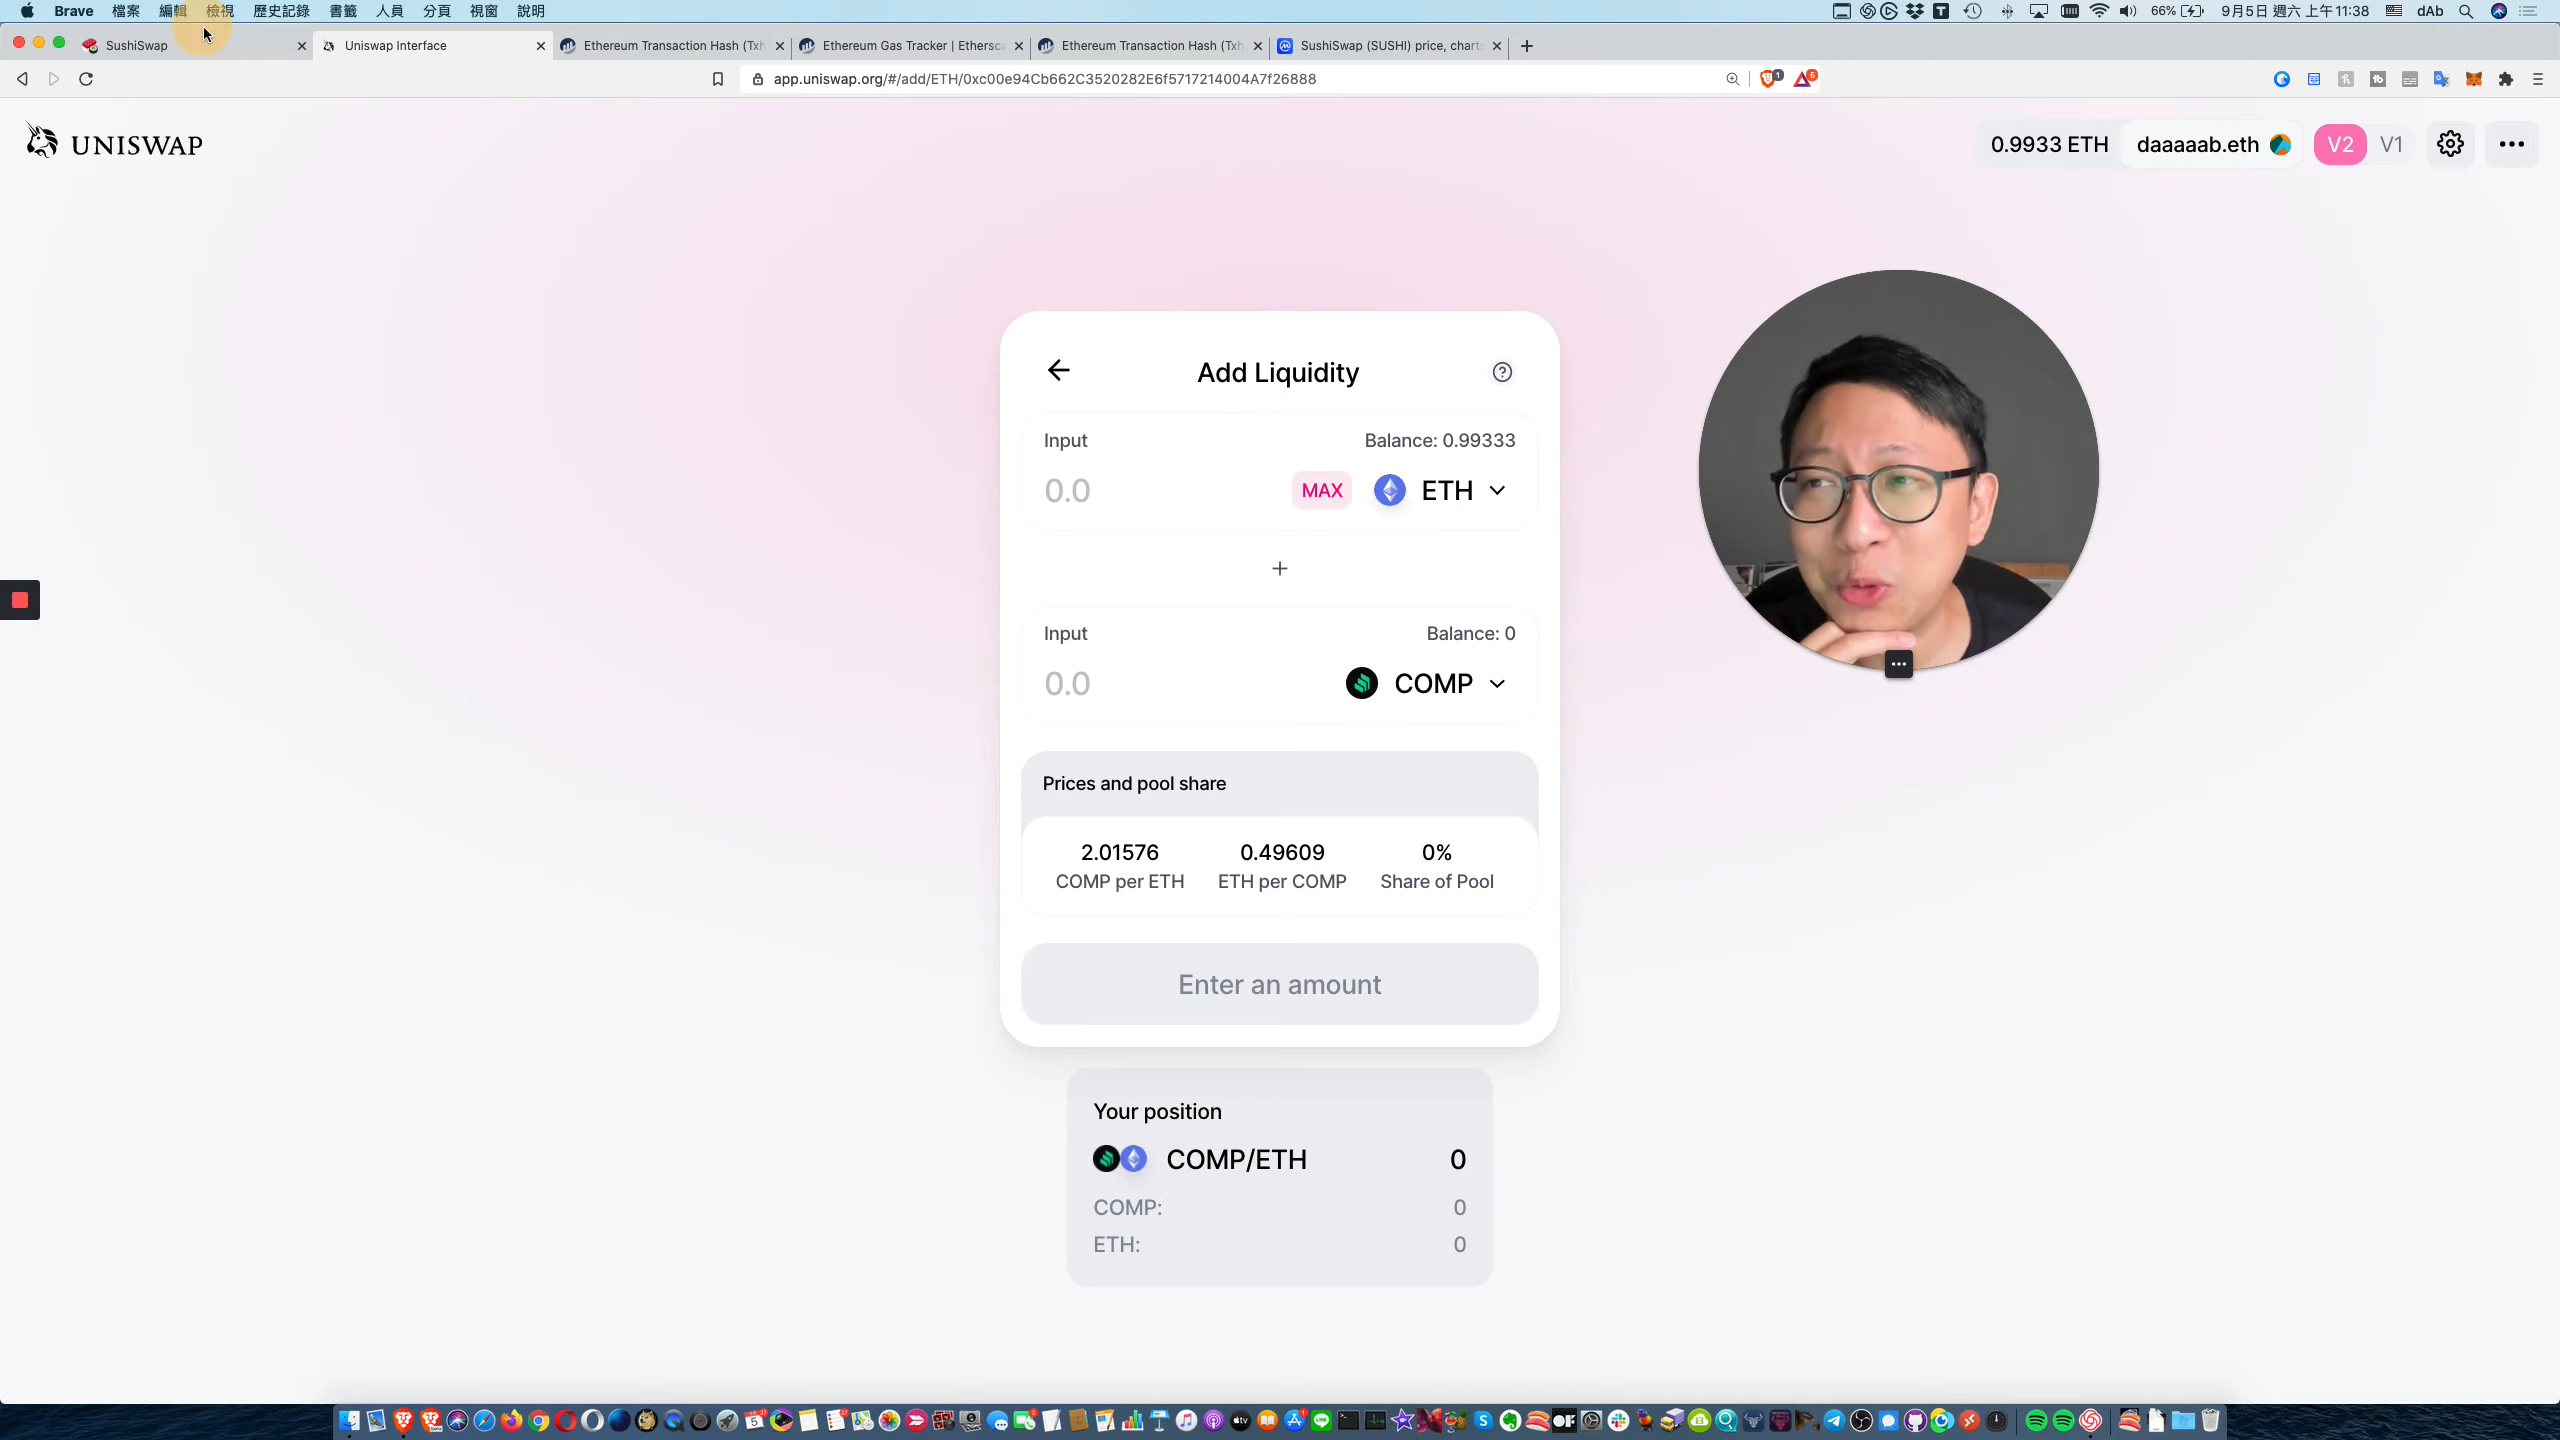 Brave 檔案 編輯 檢視 歷史記錄 書籤 人員 分頁 視窗 說明
66% 9月5日 週六 上午11:38 dAb
SushiSwap
Uniswap Interface
Ethereum Transaction Hash (Txh
Ethereum Gas Tracker | Ethersca
Ethereum Transaction Hash (Txh
SushiSwap (SUSHI) price, charts
app.uniswap.org/#/add/ETH/0xc00e94Cb662C3520282E6f5717214004A7f26888
1
5
UNISWAP
0.9933 ETH daaaaab.eth V2 V1
Add Liquidity
Input Balance: 0.99333
0.0 MAX ETH
+
Input Balance: 0
0.0 COMP
Prices and pool share
2.01576 0.49609 0%
COMP per ETH ETH per COMP Share of Pool
Enter an amount
Your position
COMP/ETH 0
COMP: 0
ETH: 0